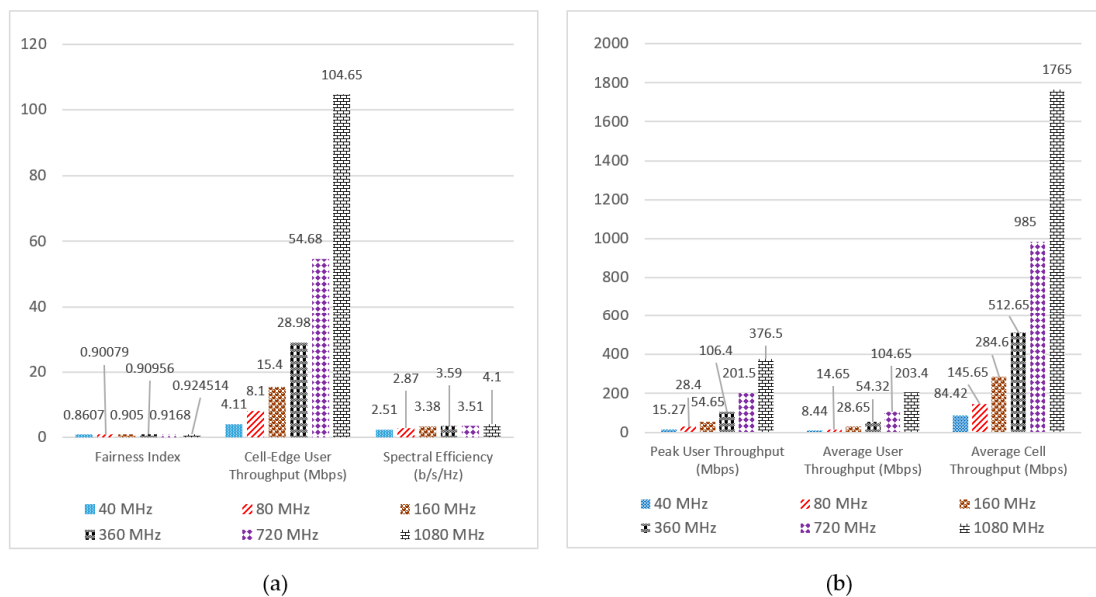 120
100
80
60
40
20
0
0.8607
0.90079
0.905
0.90956
0.9168
0.924514
4.11
8.1
15.4
28.98
54.68
104.65
2.51
2.87
3.38
3.59
3.51
4.1
Fairness Index
Cell-Edge User
Throughput (Mbps)
Spectral Efficiency
(b/s/Hz)
40 MHz
80 MHz
160 MHz
360 MHz
720 MHz
1080 MHz
(a)
2000
1800
1600
1400
1200
1000
800
600
400
200
0
15.27
28.4
54.65
106.4
201.5
376.5
8.44
14.65
28.65
54.32
104.65
203.4
84.42
145.65
284.6
512.65
985
1765
Peak User Throughput
(Mbps)
Average User
Throughput (Mbps)
Average Cell
Throughput (Mbps)
40 MHz
80 MHz
160 MHz
360 MHz
720 MHz
1080 MHz
(b)